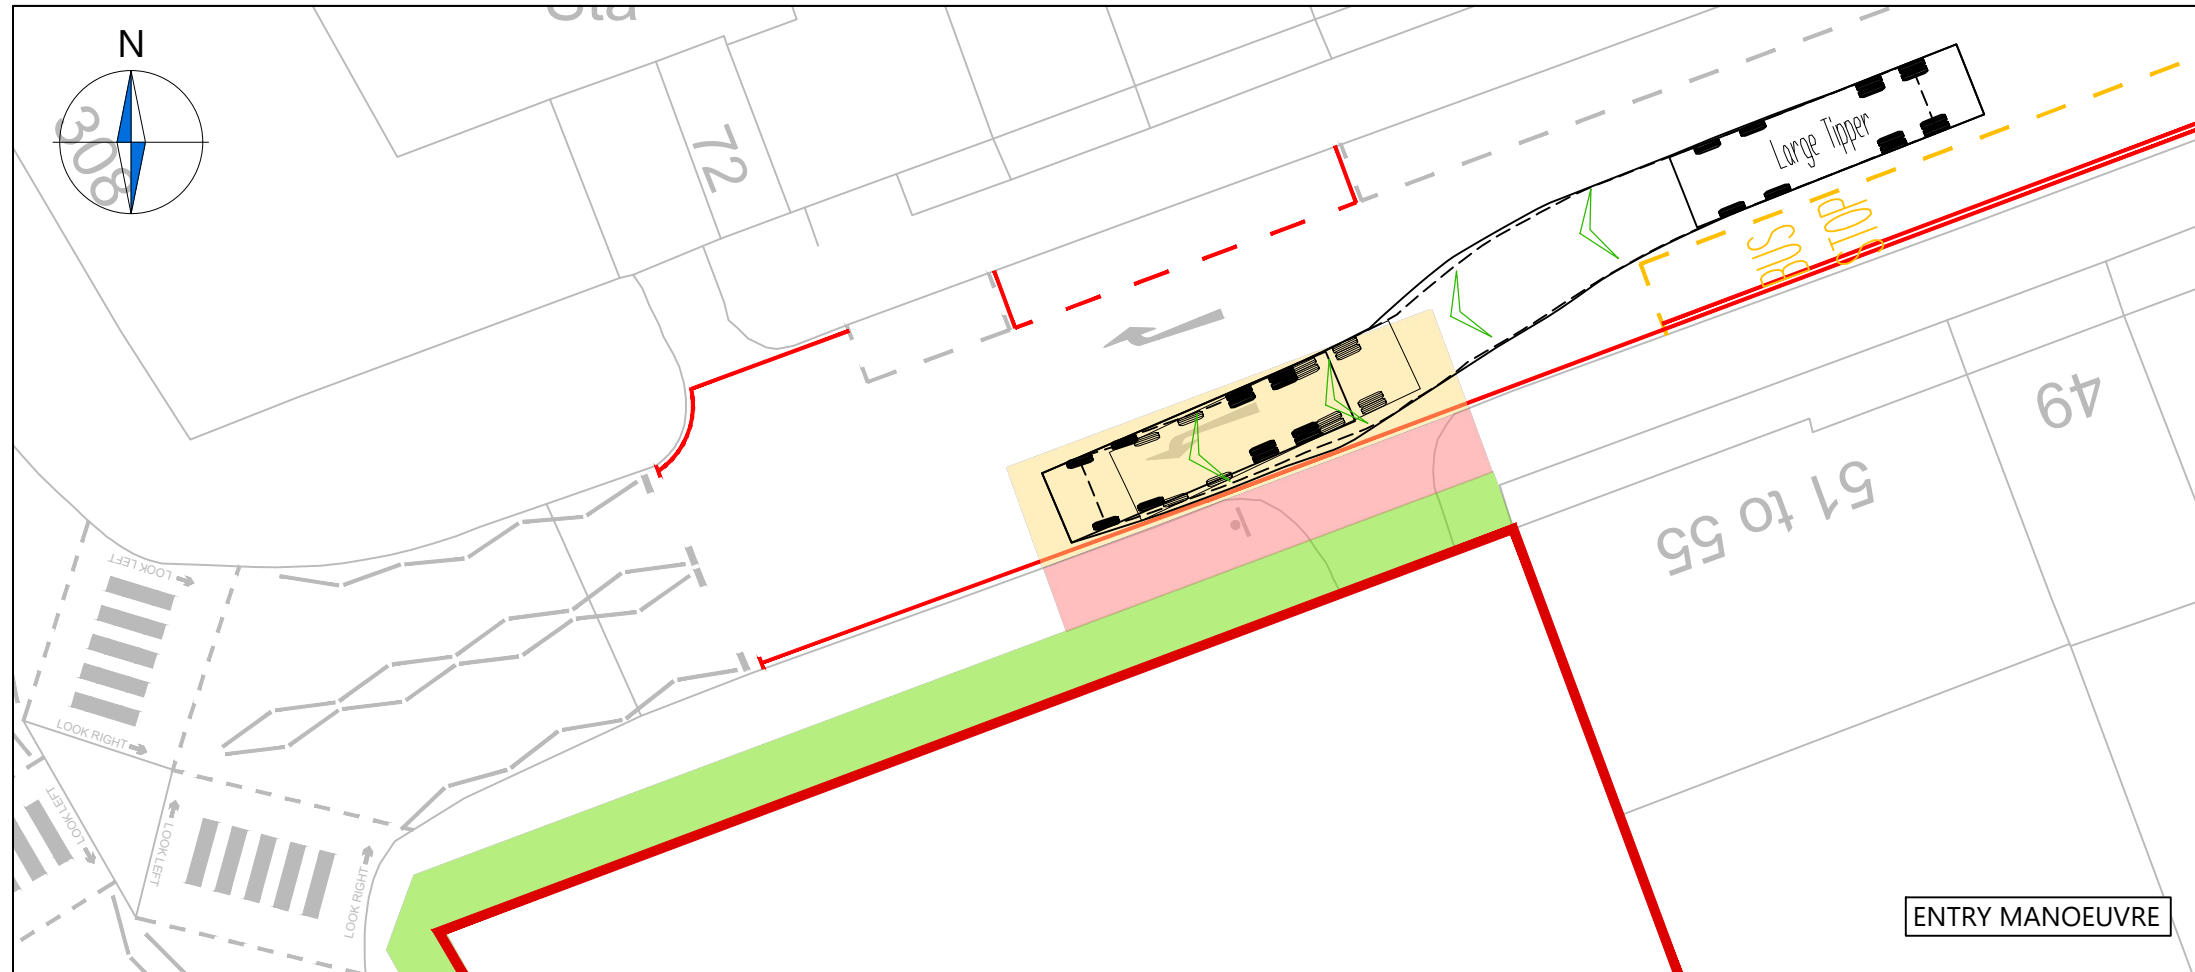 N
308
72
Large Tipper
BUS
STOP
49
51 to 55
LOOK LEFT
LOOK RIGHT
LOOK LEFT
LOOK LEFT
LOOK RIGHT
ENTRY MANOEUVRE